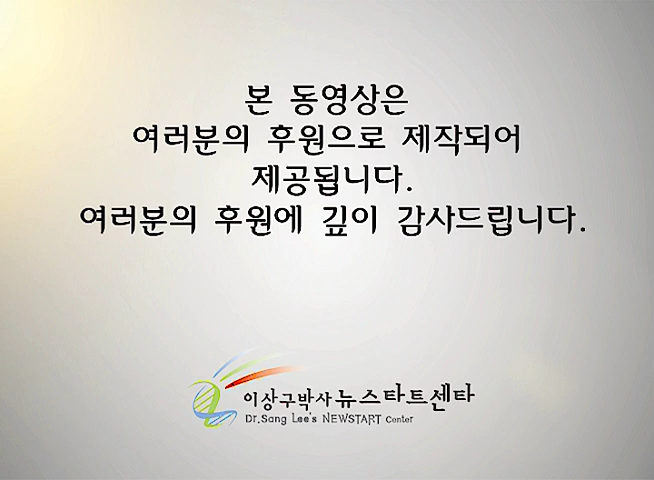 본 동영상은
여러분의 후원으로 제작되어
제공됩니다.
여러분의 후원에 깊이 감사드립니다.
이상구박사 뉴스타트센타
Dr.Sang Lee's NEWSTART Center